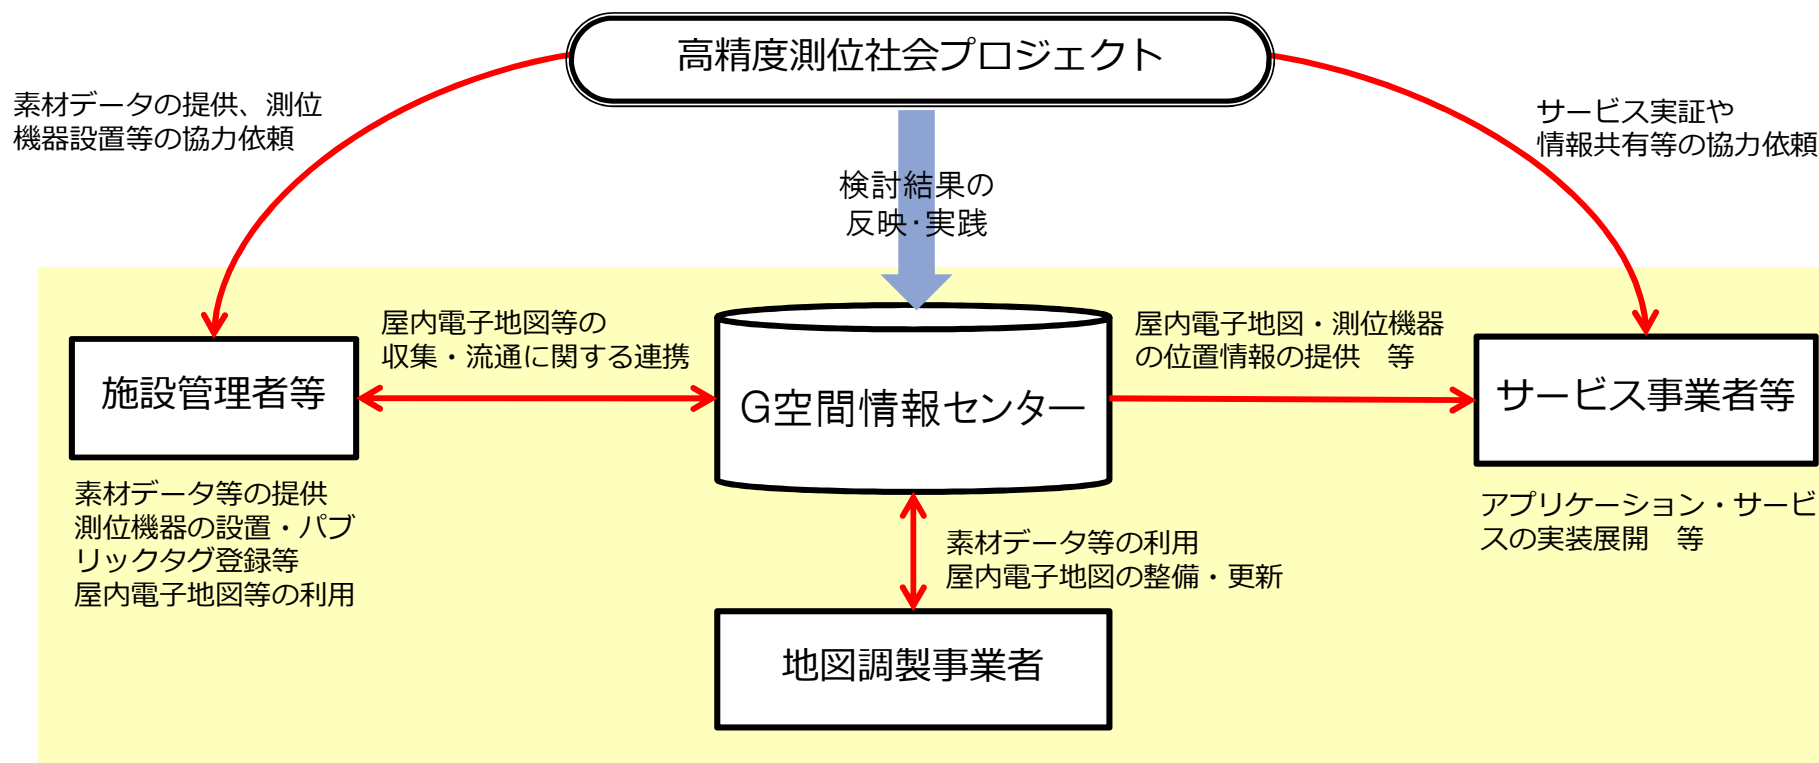 高精度測位社会プロジェクト
素材データの提供、測位
機器設置等の協力依頼
サービス実証や
情報共有等の協力依頼
検討結果の
反映･実践
屋内電子地図等の
収集・流通に関する連携
屋内電子地図・測位機器
の位置情報の提供　等
施設管理者等
G空間情報センター
サービス事業者等
素材データ等の提供
測位機器の設置・パブ
リックタグ登録等
屋内電子地図等の利用
アプリケーション・サービ
スの実装展開　等
素材データ等の利用
屋内電子地図の整備・更新
地図調製事業者